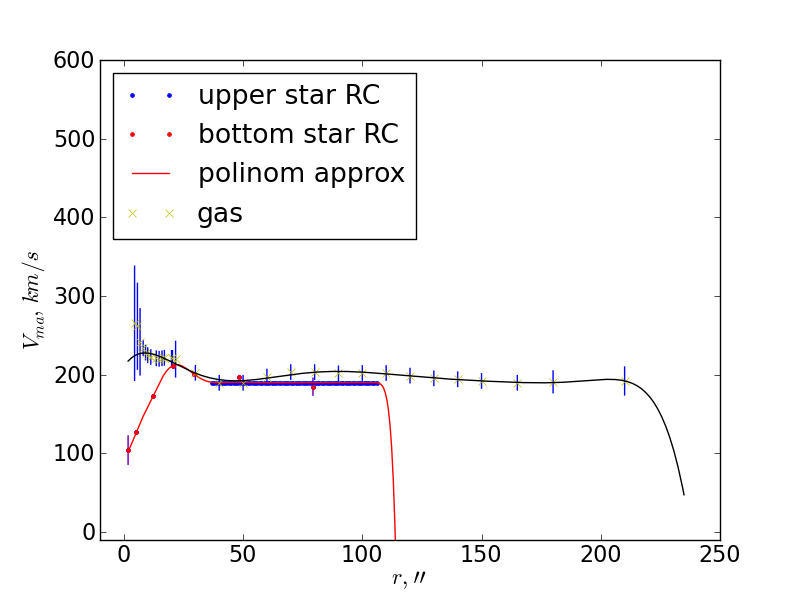 600
500
400
300
200
100
0
V_ma, km/s
upper star RC
bottom star RC
polinom approx
gas
0 50 100 150 200 250
r, ″